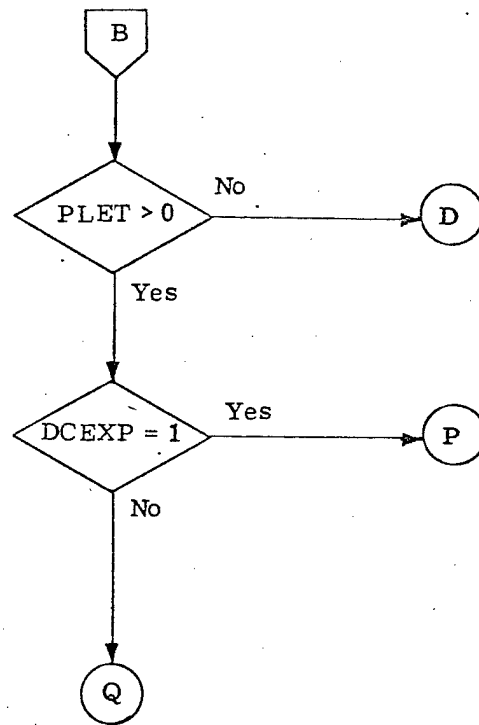 B
No
PLET > 0
D
Yes
Yes
DCEXP = 1
P
No
Q